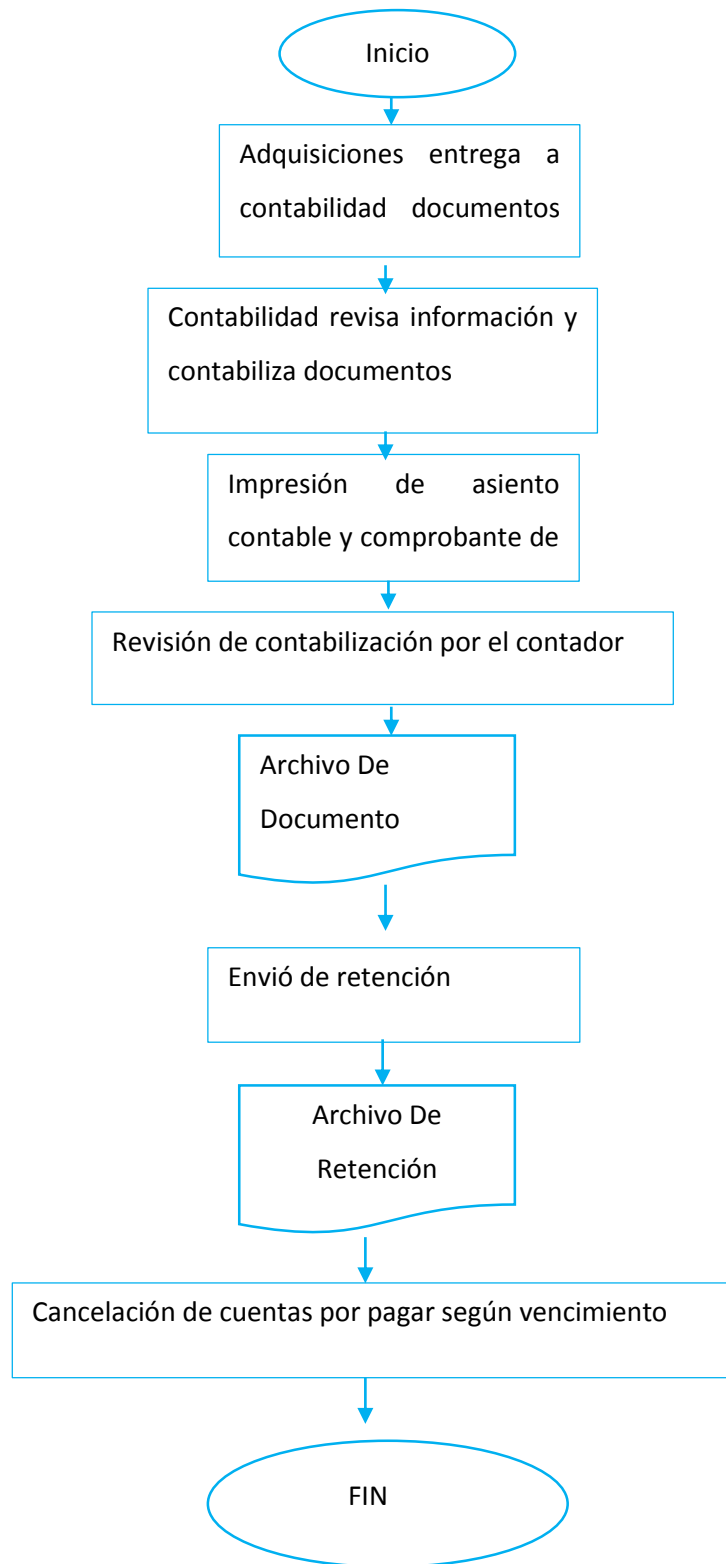 Inicio
Adquisiciones entrega a
contabilidad documentos
Contabilidad revisa información y
contabiliza documentos
Impresión de asiento
contable y comprobante de
Revisión de contabilización por el contador
Archivo De
Documento
Envió de retención
Archivo De
Retención
Cancelación de cuentas por pagar según vencimiento
FIN